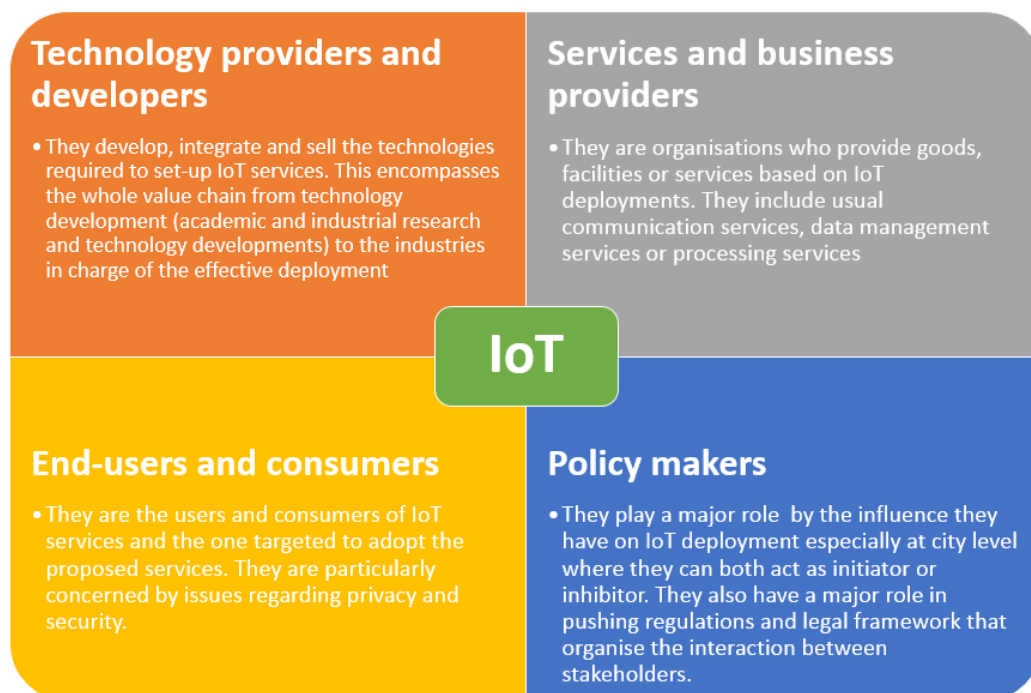 Technology providers and
developers
• They develop, integrate and sell the technologies
required to set-up IoT services. This encompasses
the whole value chain from technology
development (academic and industrial research
and technology developments) to the industries
in charge of the effective deployment
Services and business
providers
• They are organisations who provide goods,
facilities or services based on IoT
deployments. They include usual
communication services, data management
services or processing services
IoT
End-users and consumers
• They are the users and consumers of IoT
services and the one targeted to adopt the
proposed services. They are particularly
concerned by issues regarding privacy and
security.
Policy makers
• They play a major role by the influence they
have on IoT deployment especially at city level
where they can both act as initiator or
inhibitor. They also have a major role in
pushing regulations and legal framework that
organise the interaction between
stakeholders.